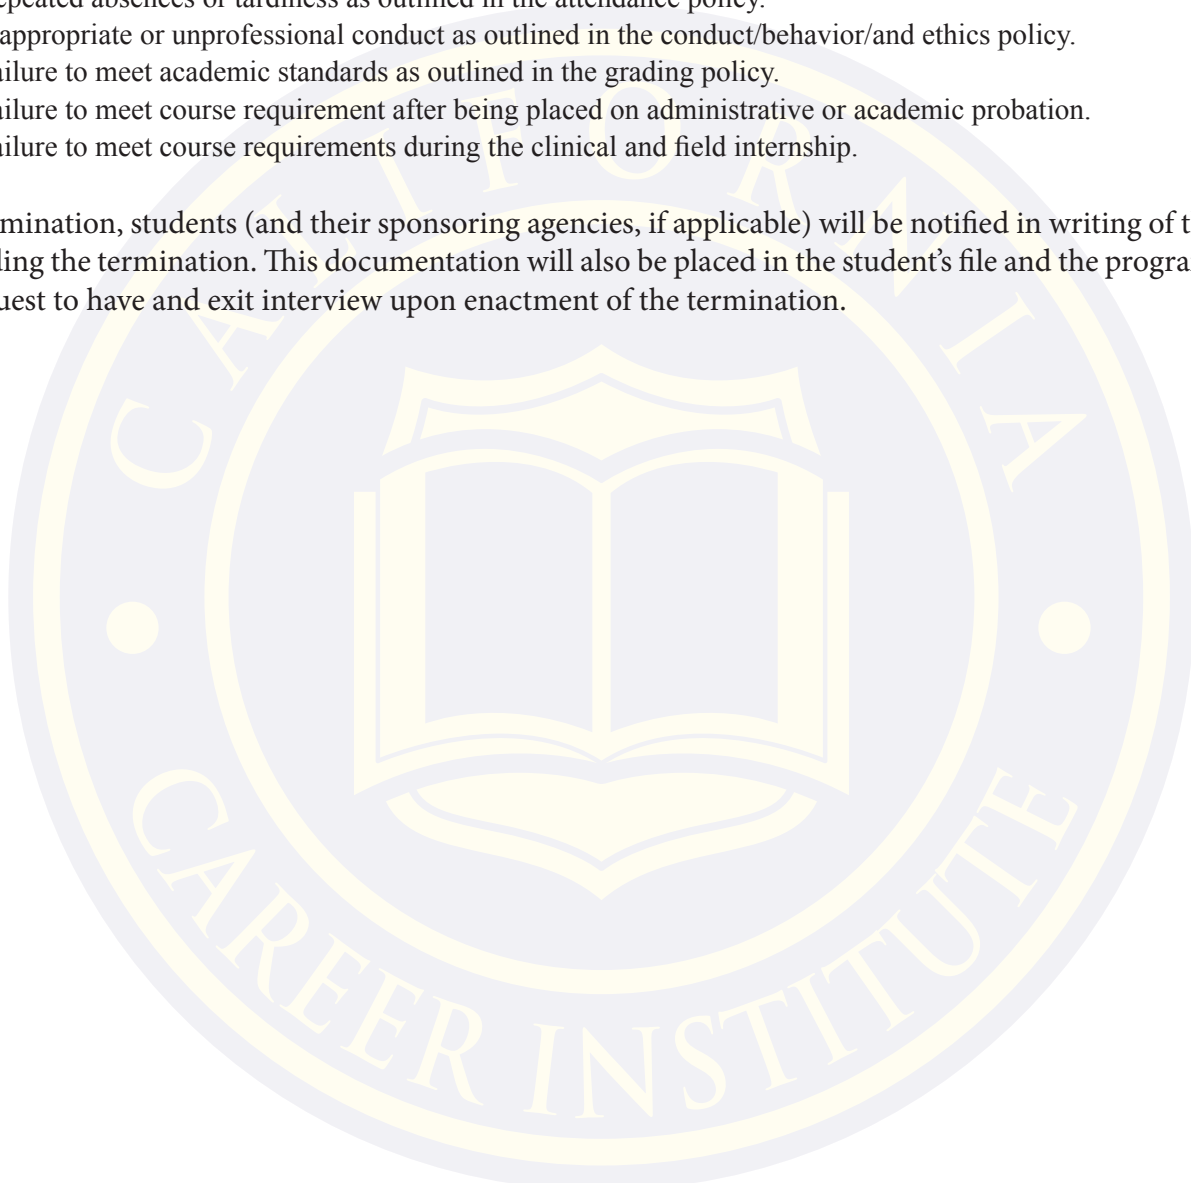 epeated absences or tardiness as outlined in the attendance policy.
appropriate or unprofessional conduct as outlined in the conduct/behavior/and ethics policy.
ailure to meet academic standards as outlined in the grading policy.
ailure to meet course requirement after being placed on administrative or academic probation.
ailure to meet course requirements during the clinical and field internship.
mination, students (and their sponsoring agencies, if applicable) will be notified in writing of t
ding the termination. This documentation will also be placed in the student’s file and the program
uest to have and exit interview upon enactment of the termination.
CALIFORNIA
CAREER INSTITUTE